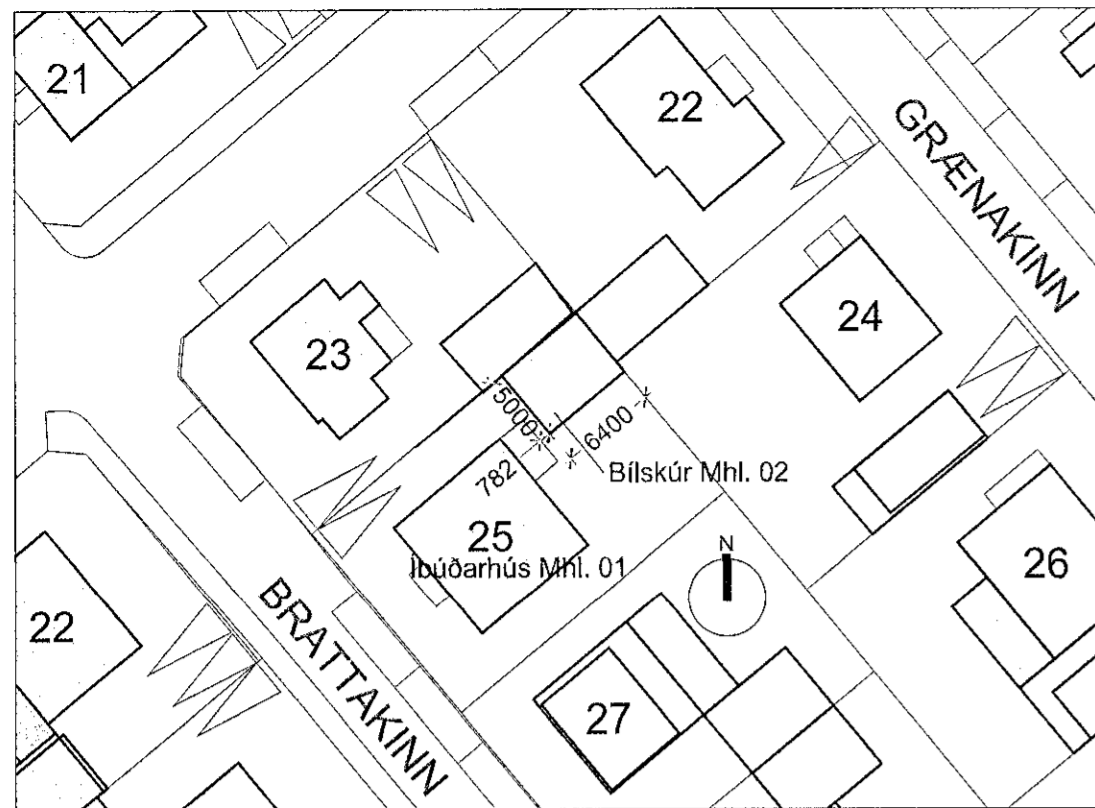 21
22
GRÆNAKINN
23
24
5000
6400
782
Bílskúr Mhl. 02
25
Íbúðarhús Mhl. 01
N
26
22
BRATTAKINN
27